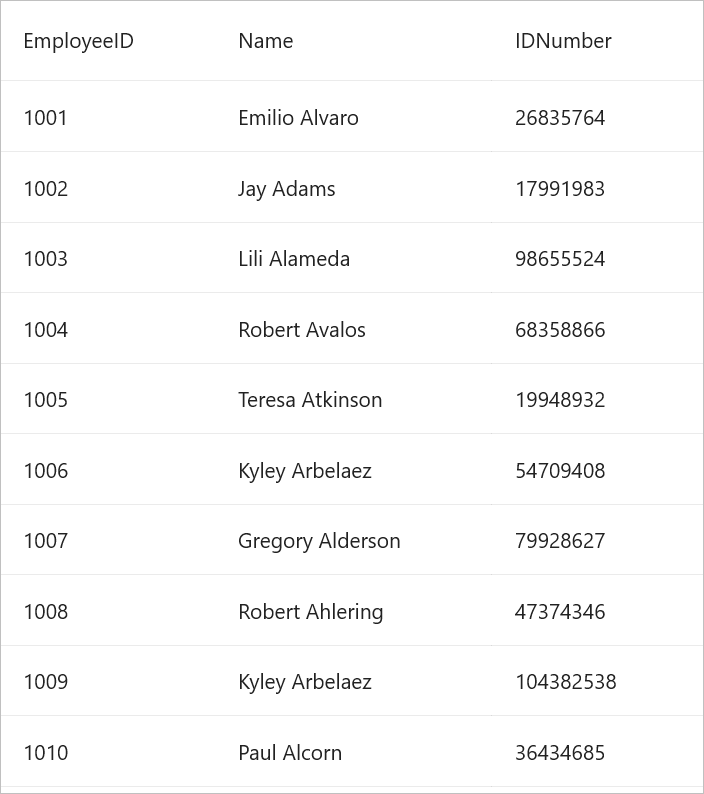 EmployeeID Name IDNumber
1001 Emilio Alvaro 26835764
1002 Jay Adams 17991983
1003 Lili Alameda 98655524
1004 Robert Avalos 68358866
1005 Teresa Atkinson 19948932
1006 Kyley Arbelaez 54709408
1007 Gregory Alderson 79928627
1008 Robert Ahlering 47374346
1009 Kyley Arbelaez 104382538
1010 Paul Alcorn 36434685